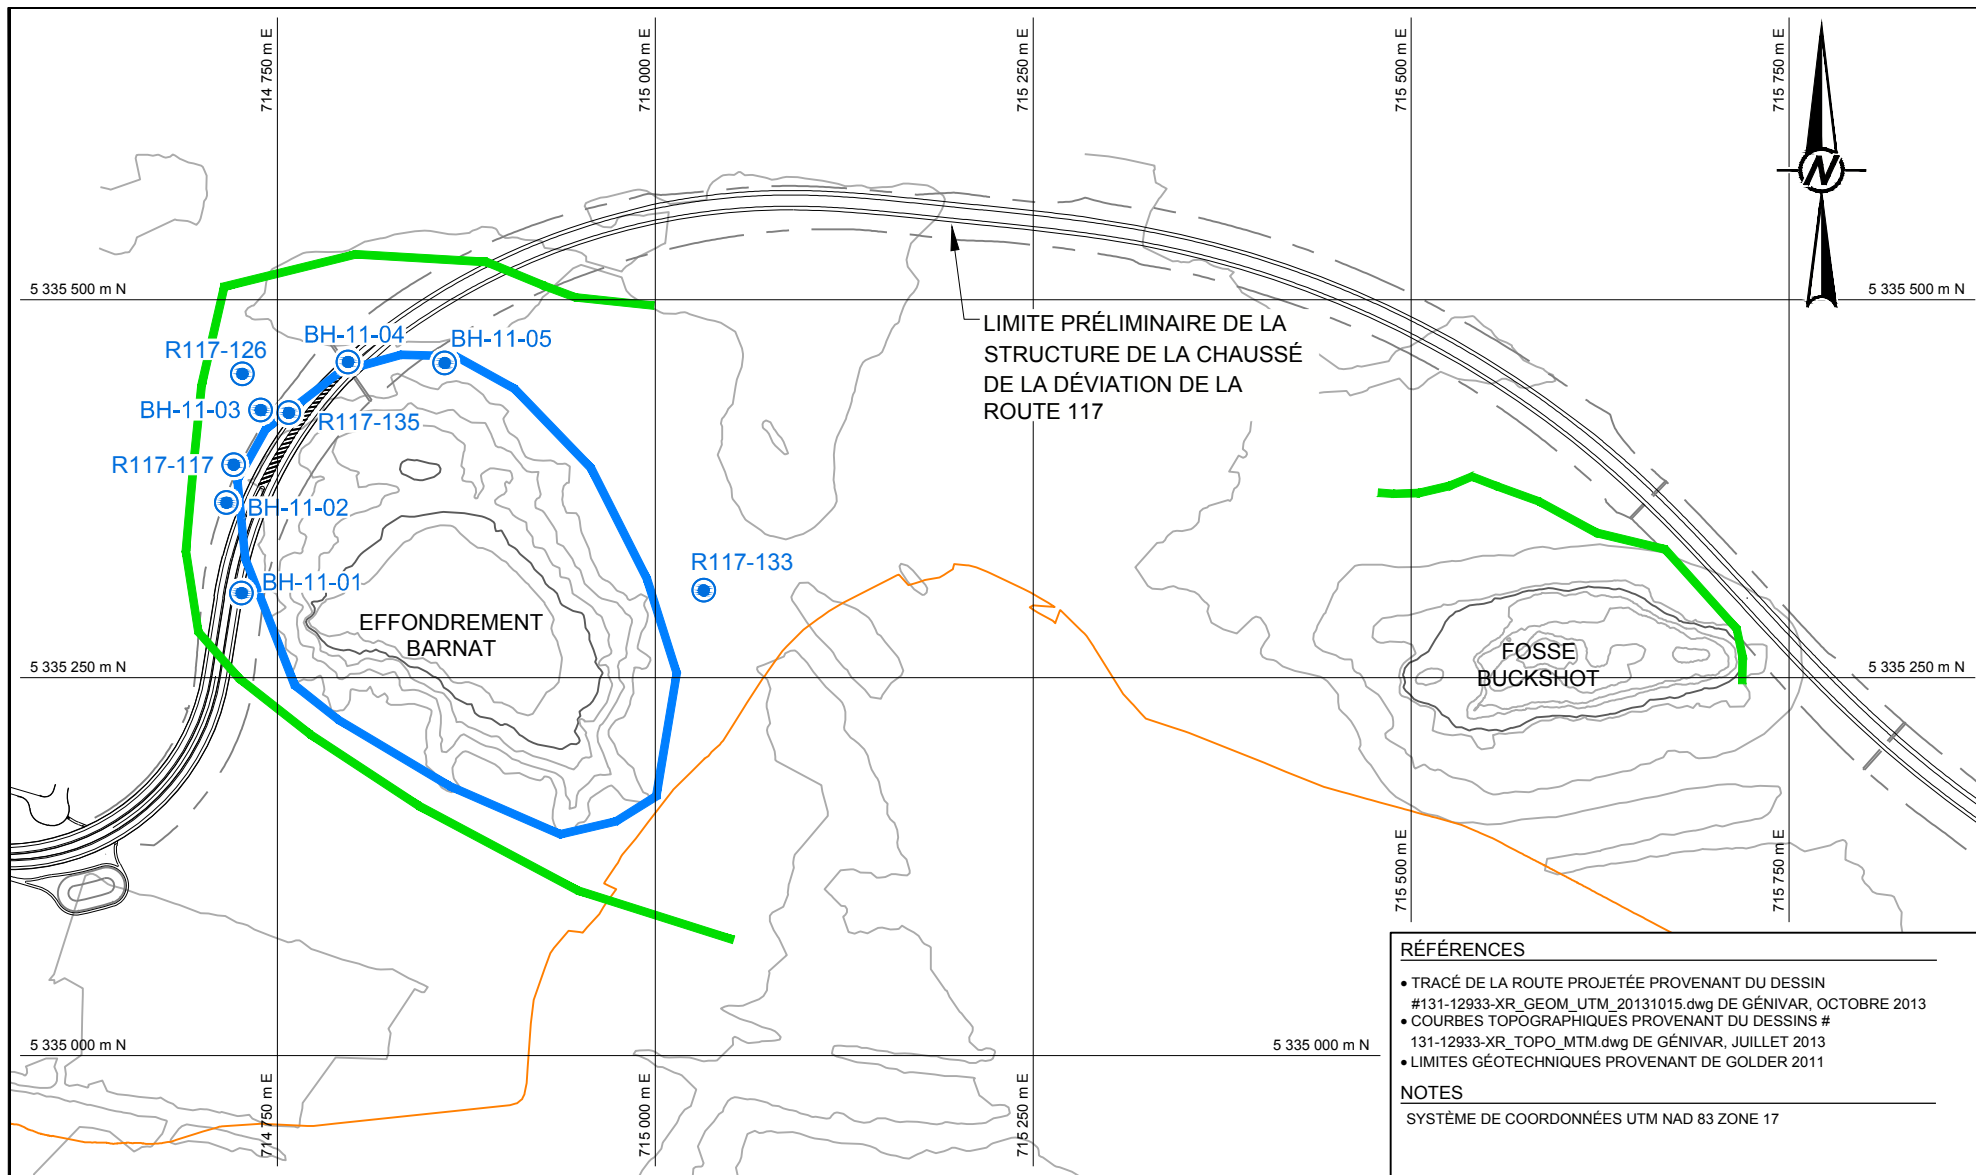 714 750 m E
715 000 m E
715 250 m E
715 500 m E
715 750 m E
N
5 335 500 m N
5 335 500 m N
LIMITE PRÉLIMINAIRE DE LA
STRUCTURE DE LA CHAUSSÉ
DE LA DÉVIATION DE LA
ROUTE 117
BH-11-04
BH-11-05
R117-126
BH-11-03
R117-135
R117-117
BH-11-02
R117-133
BH-11-01
EFFONDREMENT
BARNAT
FOSSE
BUCKSHOT
5 335 250 m N
5 335 250 m N
715 500 m E
715 750 m E
5 335 000 m N
5 335 000 m N
714 750 m E
715 000 m E
715 250 m E
RÉFÉRENCES
• TRACÉ DE LA ROUTE PROJETÉE PROVENANT DU DESSIN
#131-12933-XR_GEOM_UTM_20131015.dwg DE GÉNIVAR, OCTOBRE 2013
• COURBES TOPOGRAPHIQUES PROVENANT DU DESSINS #
131-12933-XR_TOPO_MTM.dwg DE GÉNIVAR, JUILLET 2013
• LIMITES GÉOTECHNIQUES PROVENANT DE GOLDER 2011
NOTES
SYSTÈME DE COORDONNÉES UTM NAD 83 ZONE 17